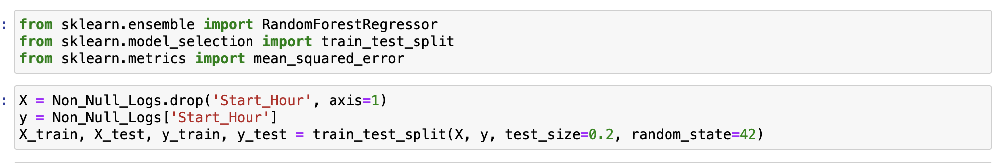 : from sklearn.ensemble import RandomForestRegressor
from sklearn.model_selection import train_test_split
from sklearn.metrics import mean_squared_error
: X = Non_Null_Logs.drop('Start_Hour', axis=1)
y = Non_Null_Logs['Start_Hour']
X_train, X_test, y_train, y_test = train_test_split(X, y, test_size=0.2, random_state=42)